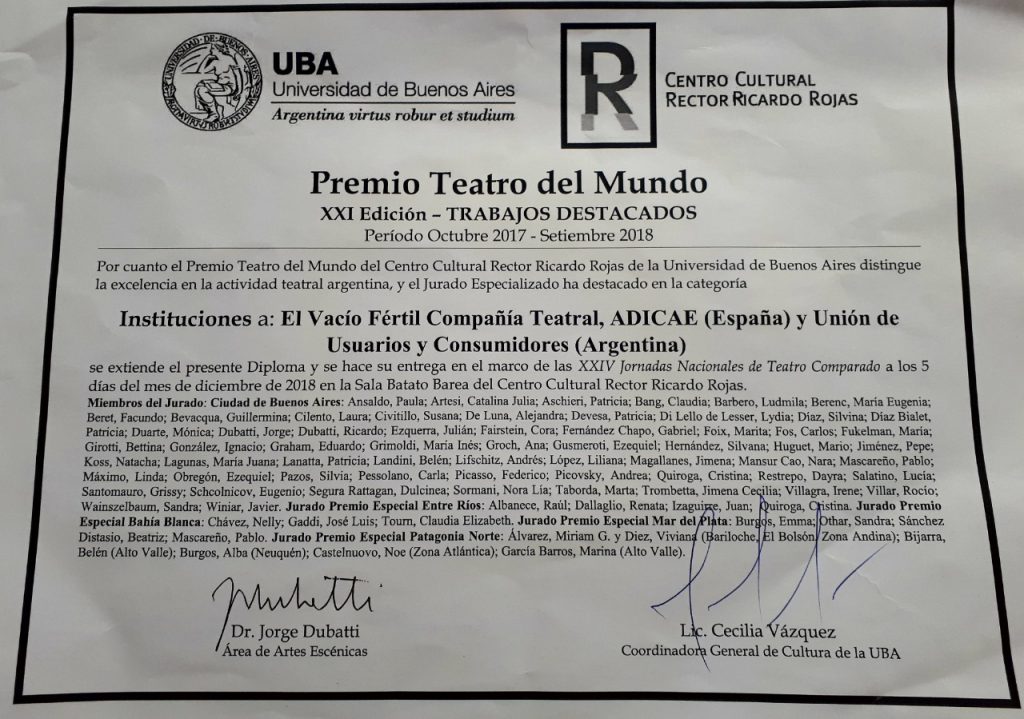 UBA
Universidad de Buenos Aires
Argentina virtus robur et studium
CENTRO CULTURAL
RECTOR RICARDO ROJAS
Premio Teatro del Mundo
XXI Edición – TRABAJOS DESTACADOS
Período Octubre 2017 - Setiembre 2018
Por cuanto el Premio Teatro del Mundo del Centro Cultural Rector Ricardo Rojas de la Universidad de Buenos Aires distingue
la excelencia en la actividad teatral argentina, y el Jurado Especializado ha destacado en la categoría
Instituciones a: El Vacío Fértil Compañía Teatral, ADICAE (España) y Unión de
Usuarios y Consumidores (Argentina)
se extiende el presente Diploma y se hace su entrega en el marco de las XXIV Jornadas Nacionales de Teatro Comparado a los 5
días del mes de diciembre de 2018 en la Sala Batato Barea del Centro Cultural Rector Ricardo Rojas.
Miembros del Jurado: Ciudad de Buenos Aires: Ansaldo, Paula; Artesi, Catalina Julia; Aschieri, Patricia; Bang, Claudia; Barbero, Ludmila; Berenc, María Eugenia;
Beret, Facundo; Bevacqua, Guillermina; Cilento, Laura; Civitillo, Susana; De Luna, Alejandra; Devesa, Patricia; Di Lello de Lesser, Lydia; Díaz, Silvina; Díaz Bialet,
Patricia; Duarte, Mónica; Dubatti, Jorge; Dubatti, Ricardo; Ezquerra, Julián; Fairstein, Cora; Fernández Chapo, Gabriel; Foix, Marita; Fos, Carlos; Fukelman, María;
Girotti, Bettina; González, Ignacio; Graham, Eduardo; Grimoldi, María Inés; Groch, Ana; Gusmeroti, Ezequiel; Hernández, Silvana; Huguet, Mario; Jiménez, Pepe;
Koss, Natacha; Lagunas, María Juana; Lanatta, Patricia; Landini, Belén; Lifschitz, Andrés; López, Liliana; Magallanes, Jimena; Mansur Cao, Nara; Mascareño, Pablo;
Máximo, Linda; Obregón, Ezequiel; Pazos, Silvia; Pessolano, Carla; Picasso, Federico; Picovsky, Andrea; Quiroga, Cristina; Restrepo, Dayra; Salatino, Lucía;
Santomauro, Grissy; Schcolnicov, Eugenio; Segura Rattagan, Dulcinea; Sormani, Nora Lía; Taborda, Marta; Trombetta, Jimena Cecilia; Villagra, Irene; Villar, Rocío;
Wainszelbaum, Sandra; Winiar, Javier. Jurado Premio Especial Entre Ríos: Albanece, Raúl; Dallaglio, Renata; Izaguirre, Juan; Quiroga, Cristina. Jurado Premio
Especial Bahía Blanca: Chávez, Nelly; Gaddi, José Luis; Tourn, Claudia Elizabeth. Jurado Premio Especial Mar del Plata: Burgos, Emma; Othar, Sandra; Sánchez
Distasio, Beatriz; Mascareño, Pablo. Jurado Premio Especial Patagonia Norte: Álvarez, Miriam G. y Diez, Viviana (Bariloche, El Bolsón, Zona Andina); Bijarra,
Belén (Alto Valle); Burgos, Alba (Neuquén); Castelnuovo, Noe (Zona Atlántica); García Barros, Marina (Alto Valle).
Dr. Jorge Dubatti
Área de Artes Escénicas
Lic. Cecilia Vázquez
Coordinadora General de Cultura de la UBA